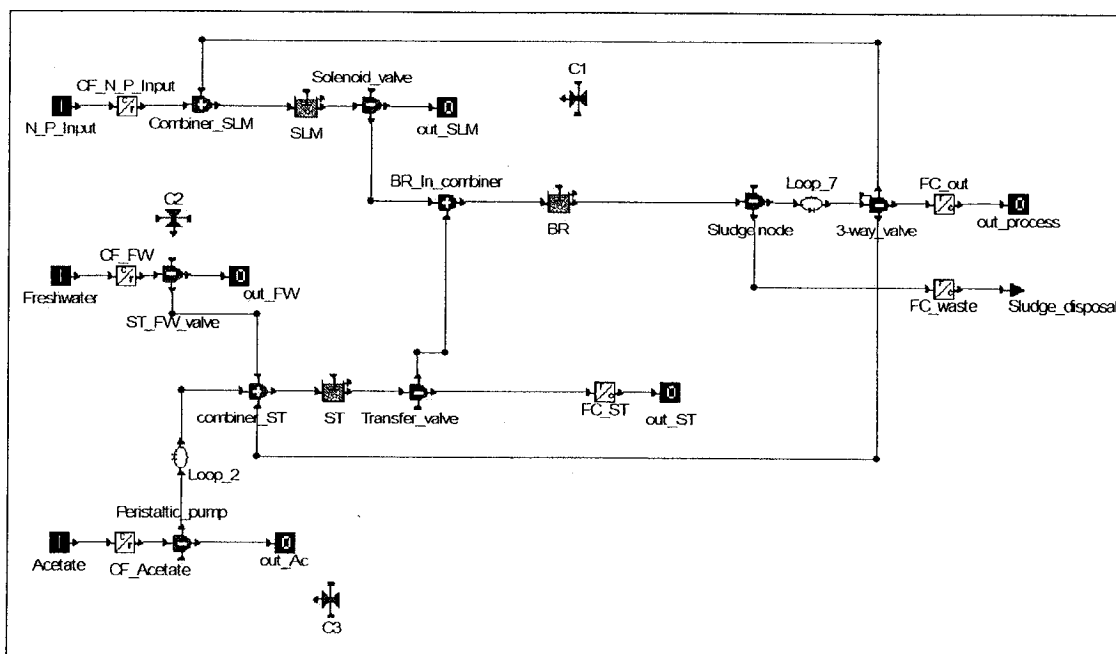 C1
CF_N_P_Input
Solenoid_valve
N_P_Input
Combiner_SLM
SLM
out_SLM
BR_In_combiner
Loop_7
FC_out
C2
BR
Sludge node
3-way_valve
out_process
CF_FW
Freshwater
out_FW
FC_waste
Sludge_disposal
ST_FW_valve
combiner_ST
ST
Transfer_valve
FC_ST
out_ST
Loop_2
Peristaltic_pump
Acetate
CF_Acetate
out_Ac
C3